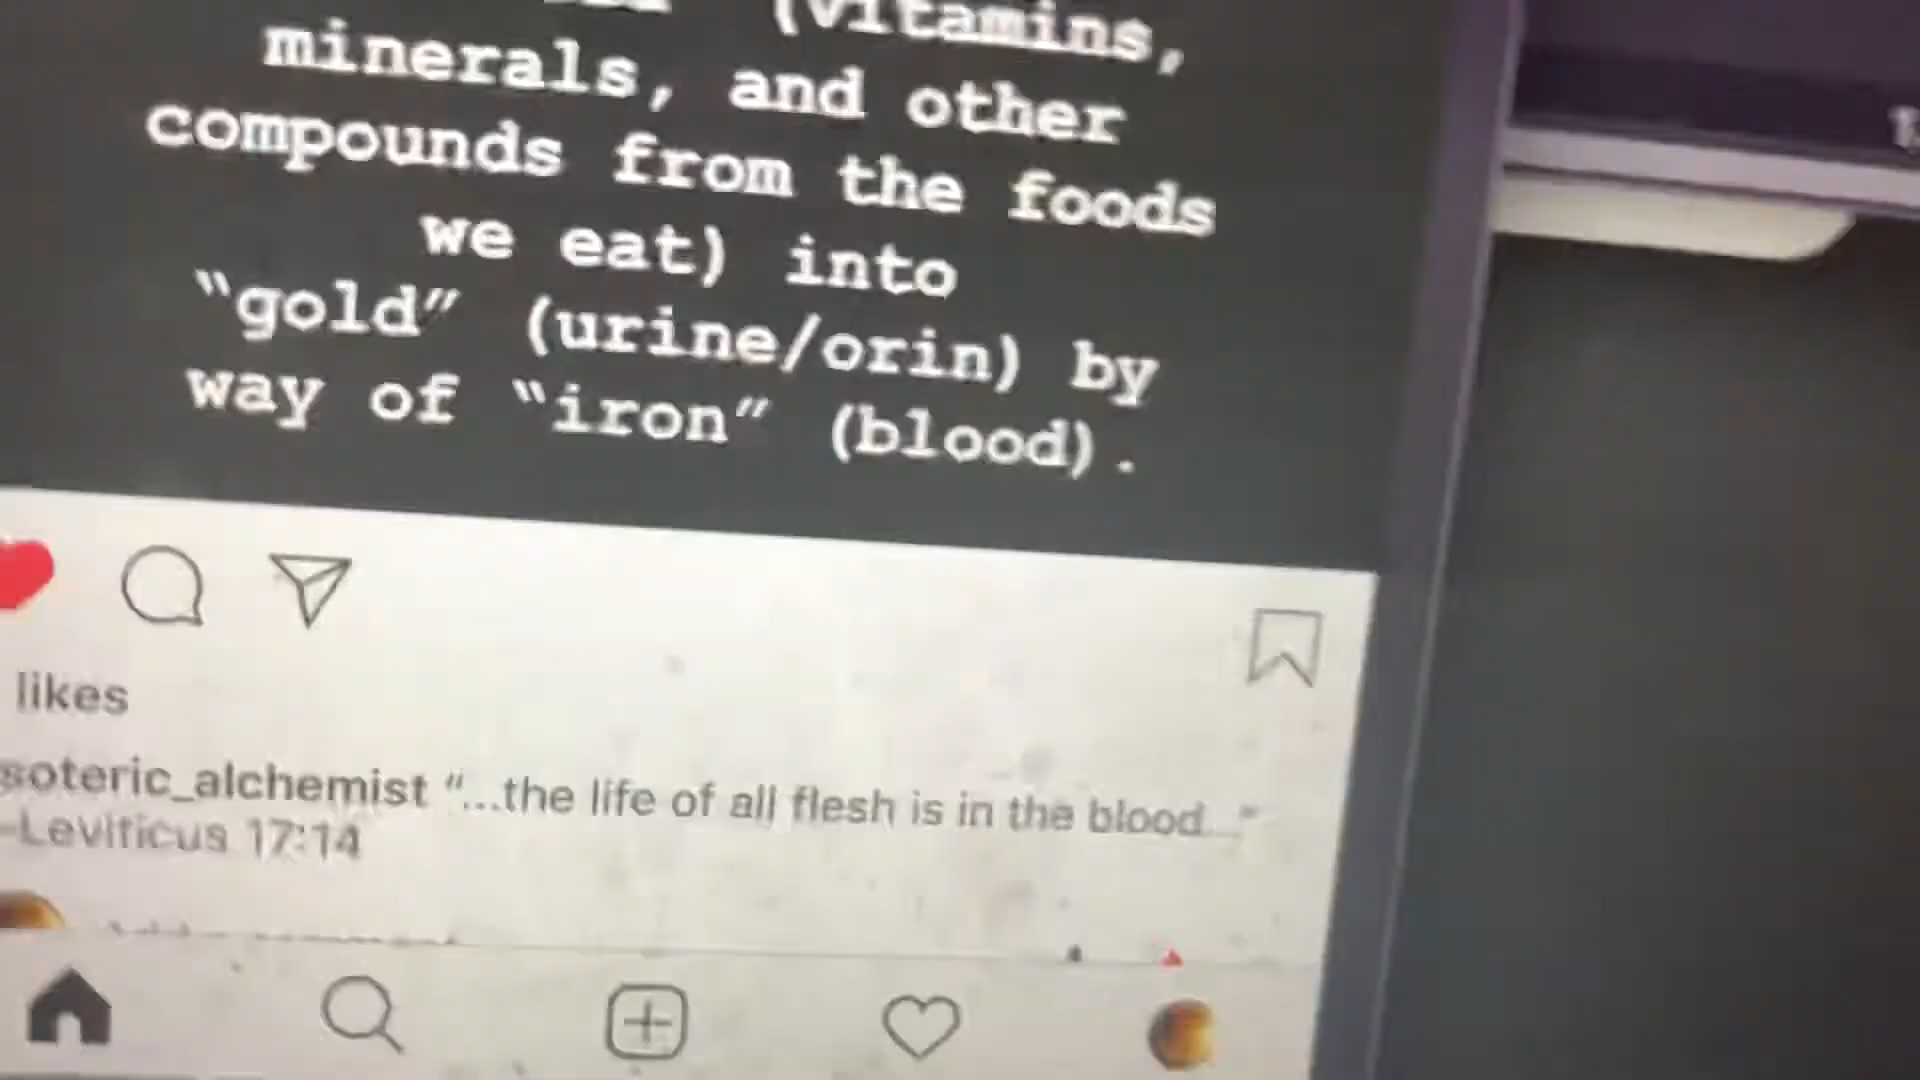 (vitamins,
minerals, and other
compounds from the foods
we eat) into
“gold” (urine/orin) by
way of “iron” (blood).
likes
soteric_alchemist “...the life of all flesh is in the blood...”
-Leviticus 17:14